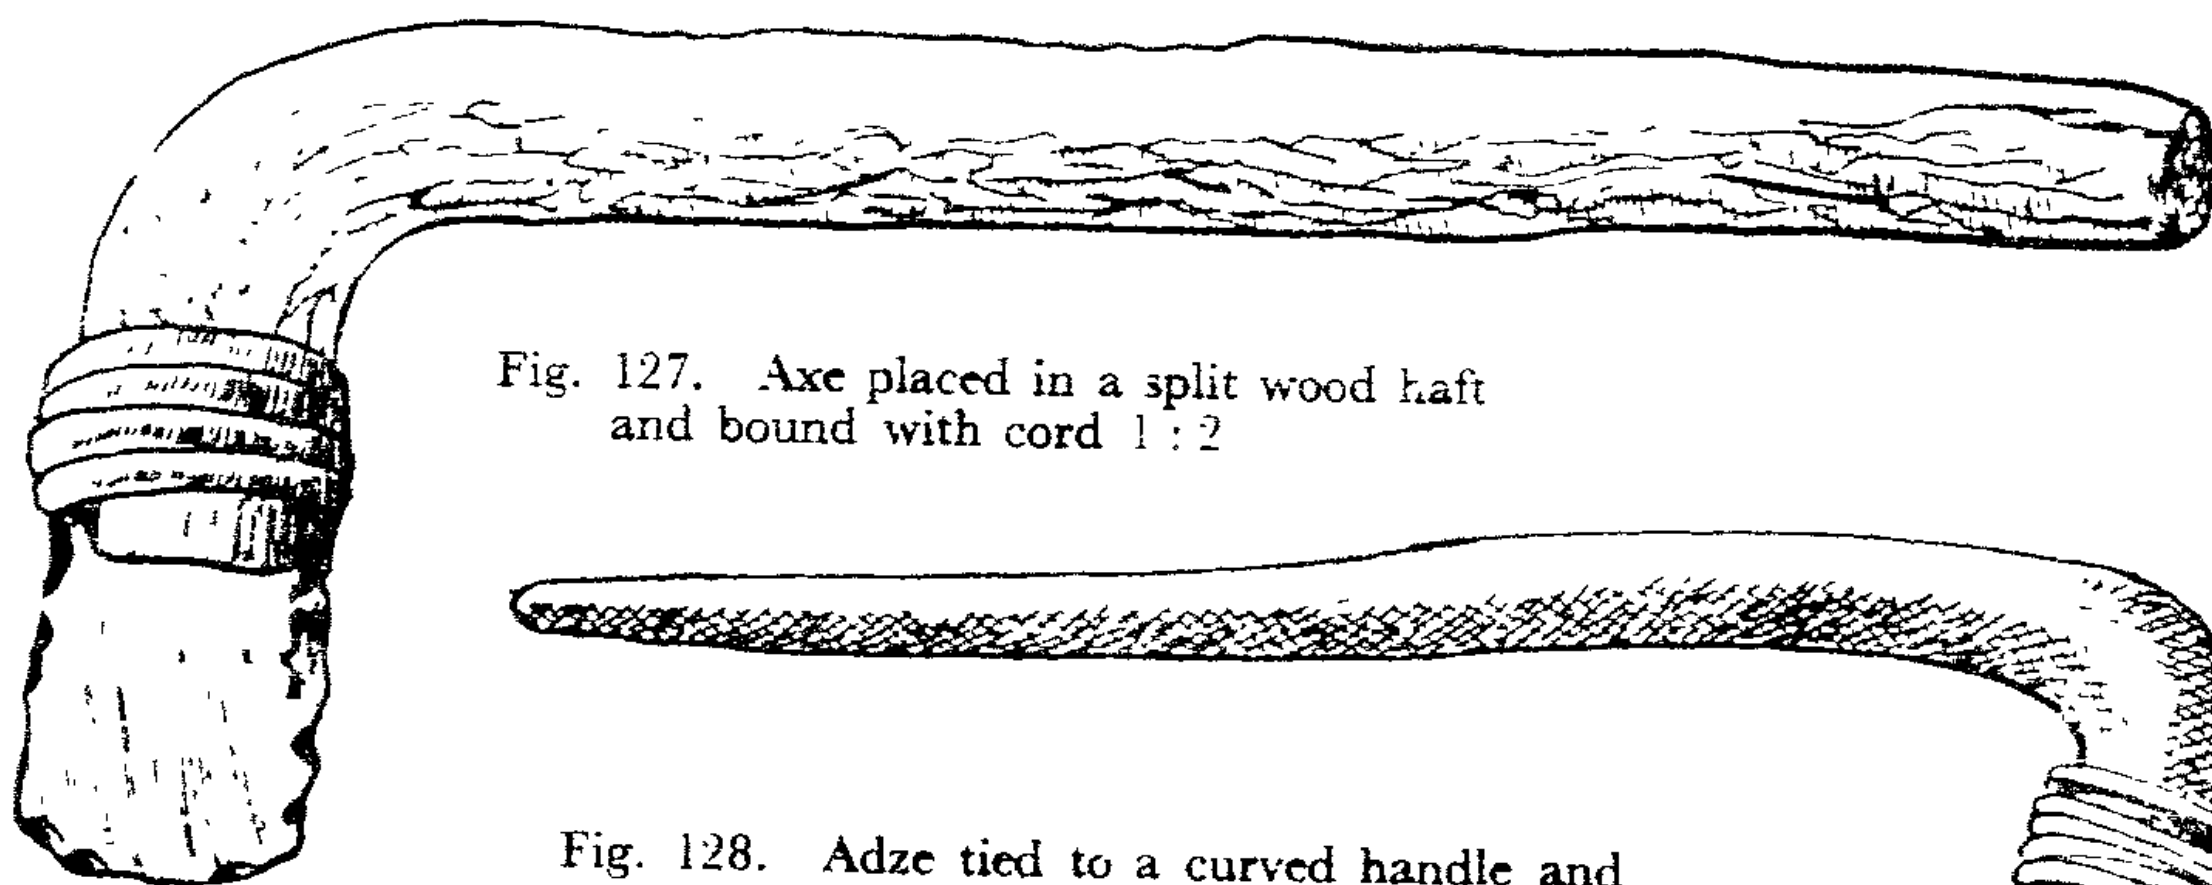 Fig. 127. Axe placed in a split wood haft
and bound with cord 1 : 2
Fig. 128. Adze tied to a curved handle and